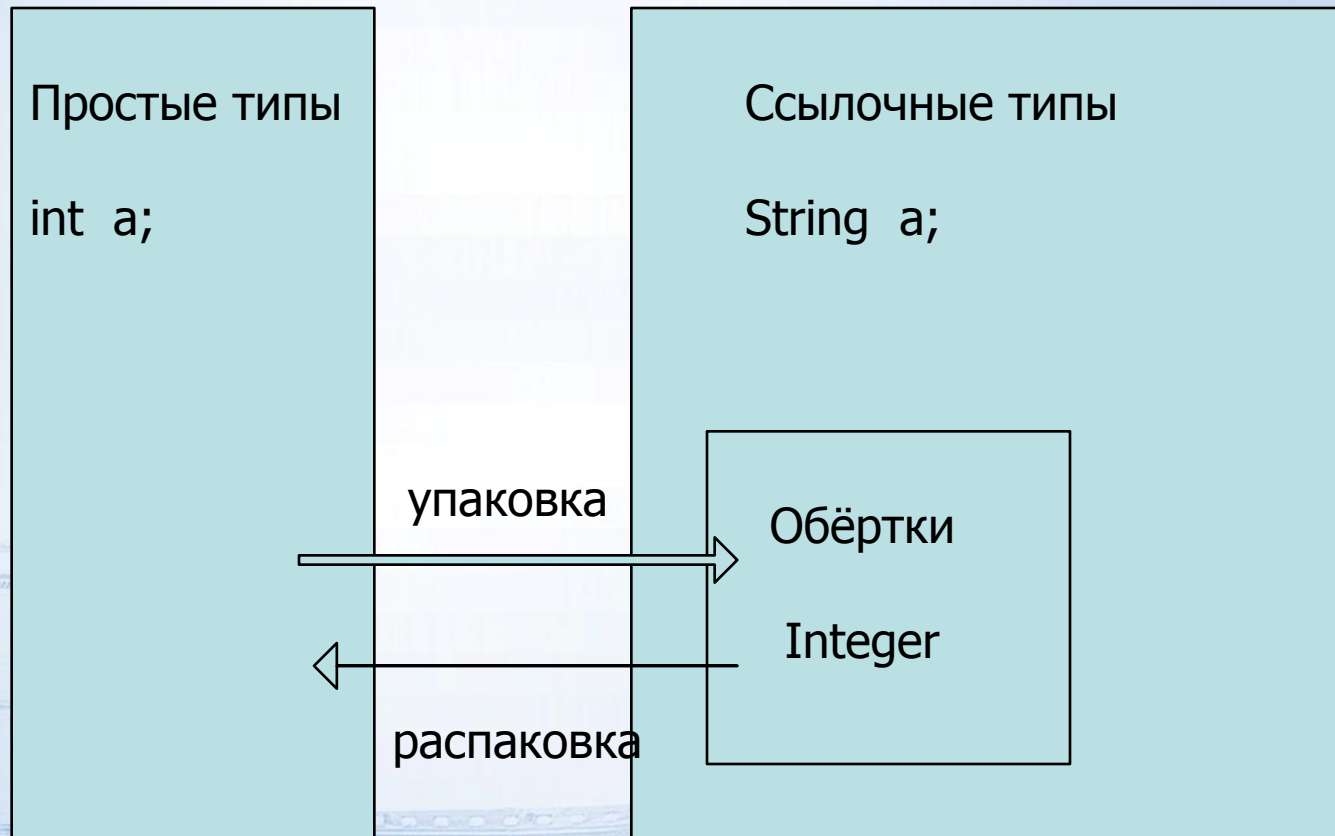 Простые типы
int a;
Ссылочные типы
String a;
упаковка
распаковка
Обёртки
Integer